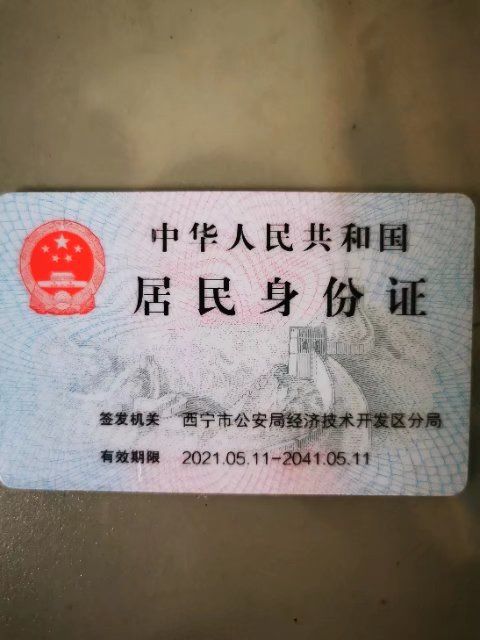 中华人民共和国
居民身份证
签发机关 西宁市公安局经济技术开发区分局
有效期限 2021.05.11-2041.05.11